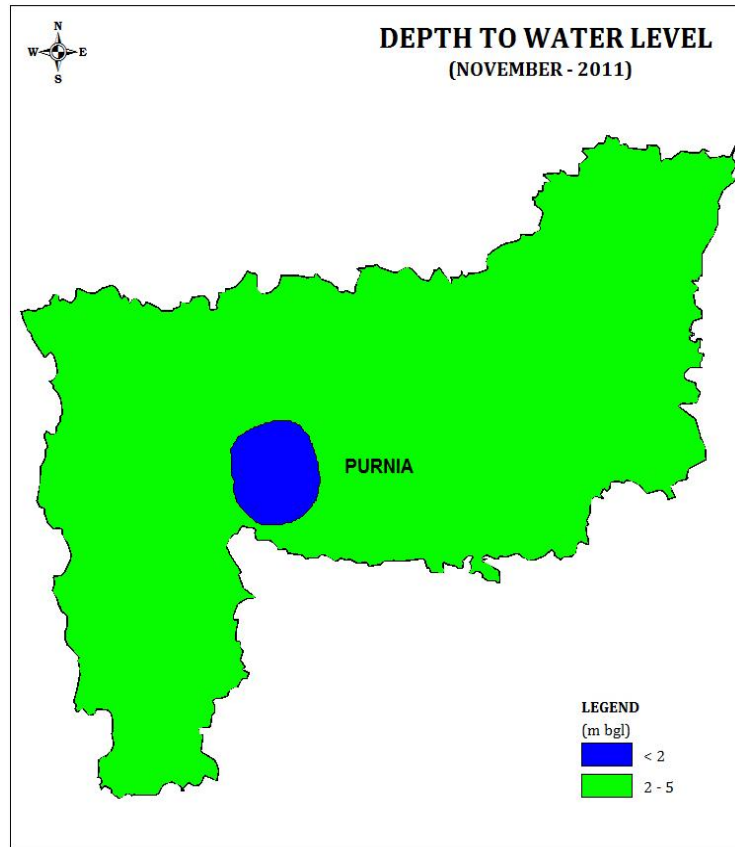 N
W E
S
DEPTH TO WATER LEVEL
(NOVEMBER - 2011)
PURNIA
LEGEND
(m bgl)
< 2
2 - 5